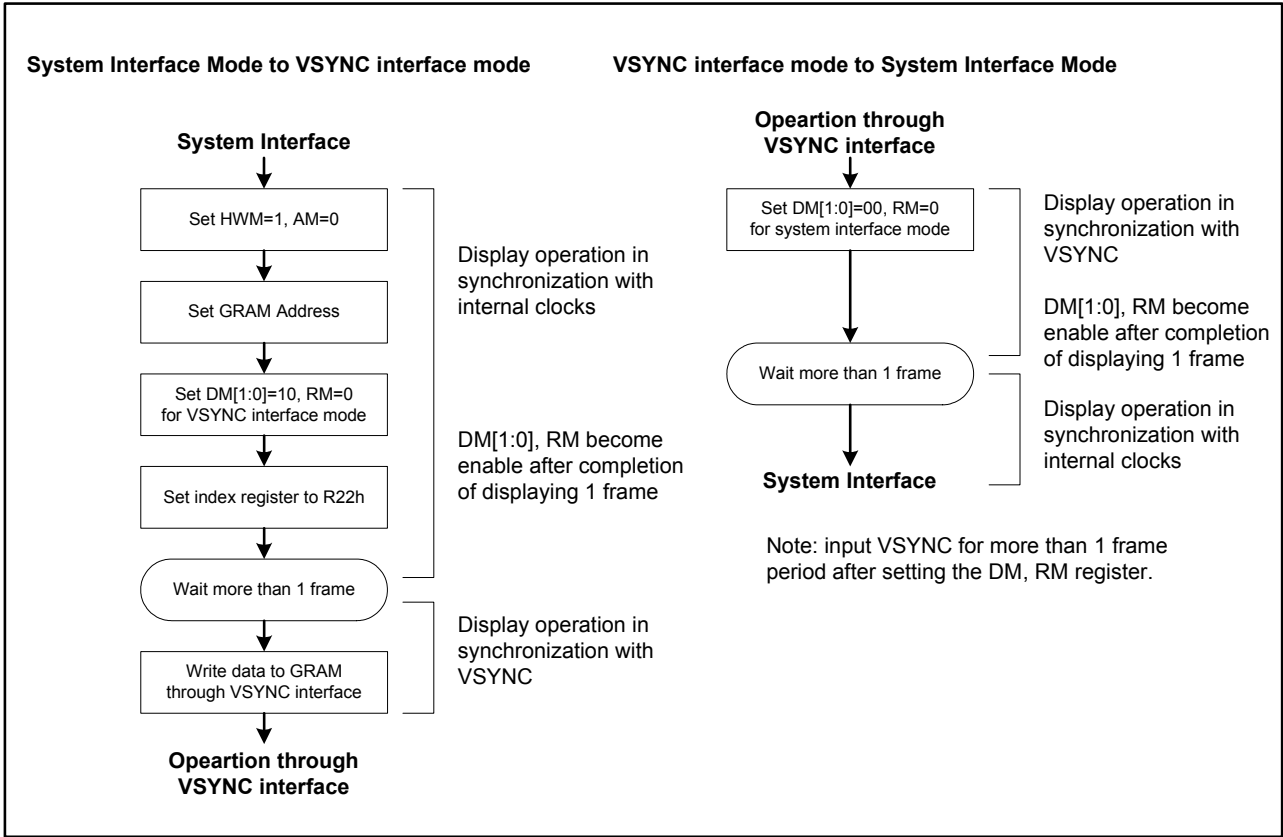 System Interface Mode to VSYNC interface mode
System Interface
Set HWM=1, AM=0
Set GRAM Address
Set DM[1:0]=10, RM=0
for VSYNC interface mode
Set index register to R22h
Wait more than 1 frame
Write data to GRAM
through VSYNC interface
Opeartion through
VSYNC interface
Display operation in
synchronization with
internal clocks
DM[1:0], RM become
enable after completion
of displaying 1 frame
Display operation in
synchronization with
VSYNC
VSYNC interface mode to System Interface Mode
Opeartion through
VSYNC interface
Set DM[1:0]=00, RM=0
for system interface mode
Wait more than 1 frame
System Interface
Display operation in
synchronization with
VSYNC
DM[1:0], RM become
enable after completion
of displaying 1 frame
Display operation in
synchronization with
internal clocks
Note: input VSYNC for more than 1 frame
period after setting the DM, RM register.